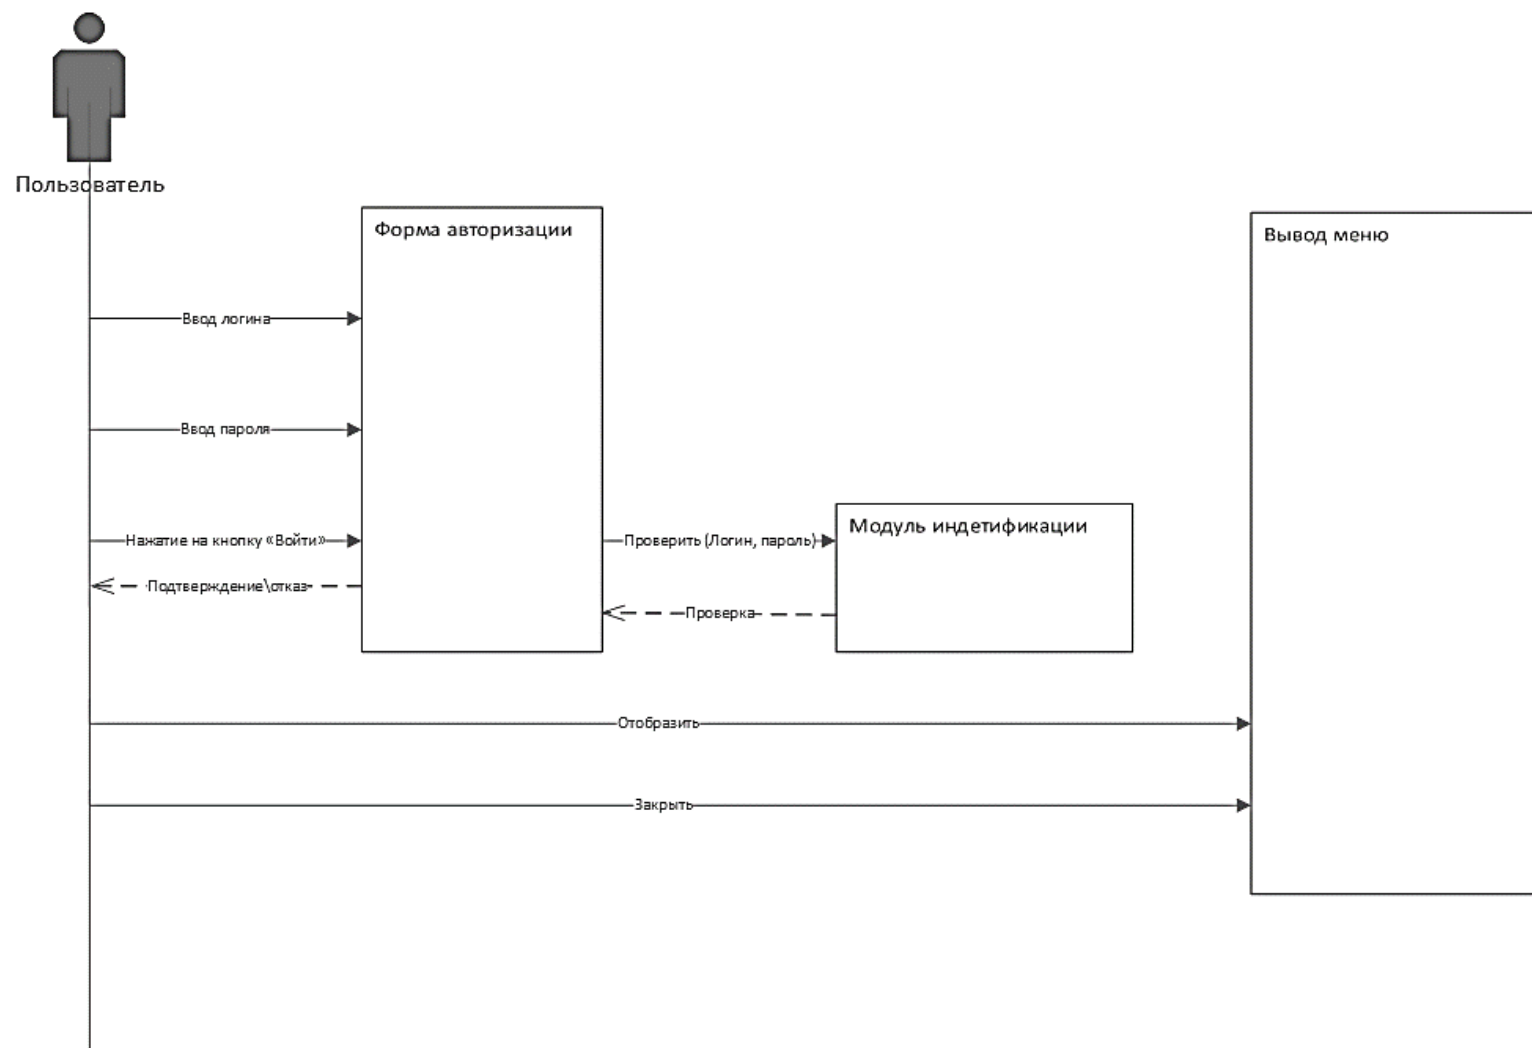 Пользователь
Форма авторизации
Вывод меню
Ввод логина
Ввод пароля
Модуль индетификации
Нажатие на кнопку «Войти»
Проверить (Логин, пароль)
Подтверждение\отказ
Проверка
Отобразить
Закрыть